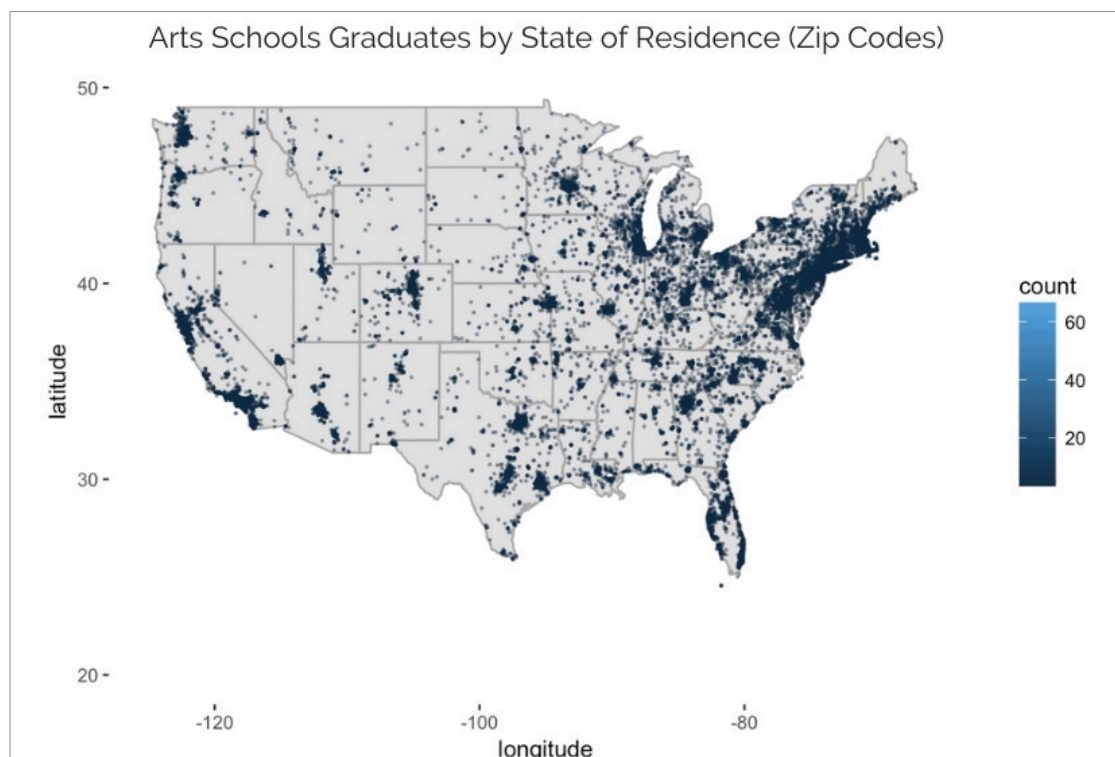 Arts Schools Graduates by State of Residence (Zip Codes)
50
40
30
20
latitude
-120
-100
-80
longitude
count
60
40
20